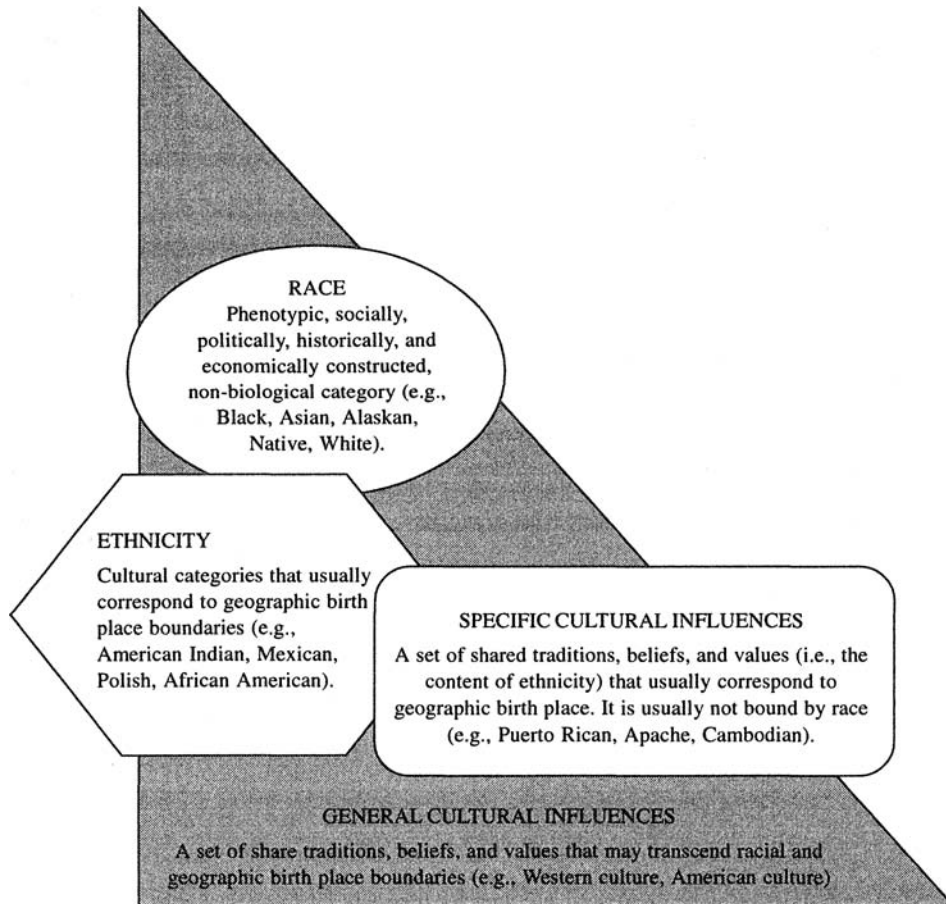 RACE
Phenotypic, socially,
politically, historically, and
economically constructed,
non-biological category (e.g.,
Black, Asian, Alaskan,
Native, White).
ETHNICITY
Cultural categories that usually
correspond to geographic birth
place boundaries (e.g.,
American Indian, Mexican,
Polish, African American).
SPECIFIC CULTURAL INFLUENCES
A set of shared traditions, beliefs, and values (i.e., the
content of ethnicity) that usually correspond to
geographic birth place. It is usually not bound by race
(e.g., Puerto Rican, Apache, Cambodian).
GENERAL CULTURAL INFLUENCES
A set of share traditions, beliefs, and values that may transcend racial and
geographic birth place boundaries (e.g., Western culture, American culture)